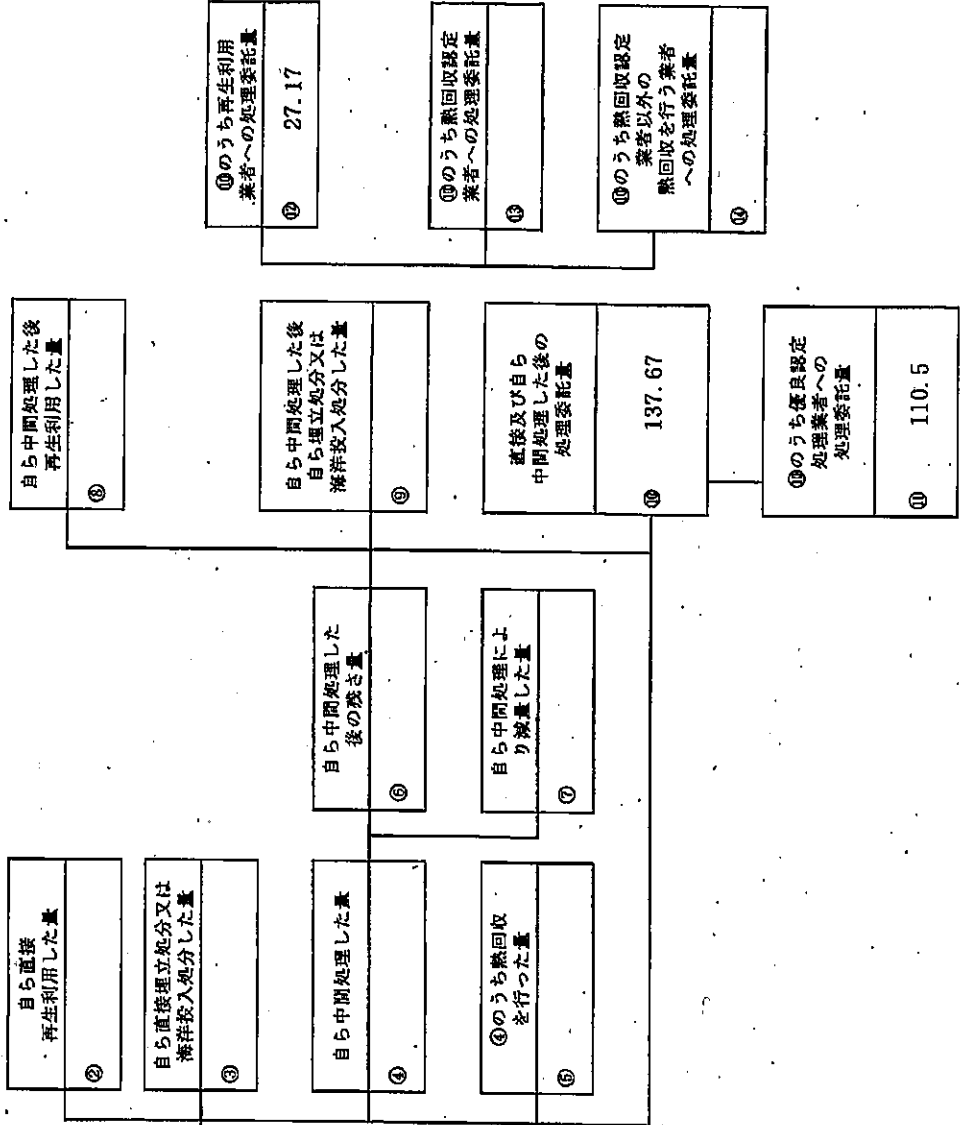 自ら直接
再生利用した量
②
自ら直接埋立処分又は
海洋投入処分した量
③
自ら中間処理した量
④
④のうち熱回収
を行った量
⑤
自ら中間処理した
後の残さ量
⑥
自ら中間処理によ
り減量した量
⑦
自ら中間処理した後
再生利用した量
⑧
自ら中間処理した後
自ら埋立処分又は
海洋投入処分した量
⑨
直接及び自ら
中間処理した後の
処理委託量
⑩
137.67
⑩のうち優良認定
処理業者への
処理委託量
⑪
110.5
⑩のうち再生利用
業者への処理委託量
⑫
27.17
⑩のうち熱回収認定
業者への処理委託量
⑬
⑩のうち熱回収認定
業者以外の
熱回収を行う業者
への処理委託量
⑭